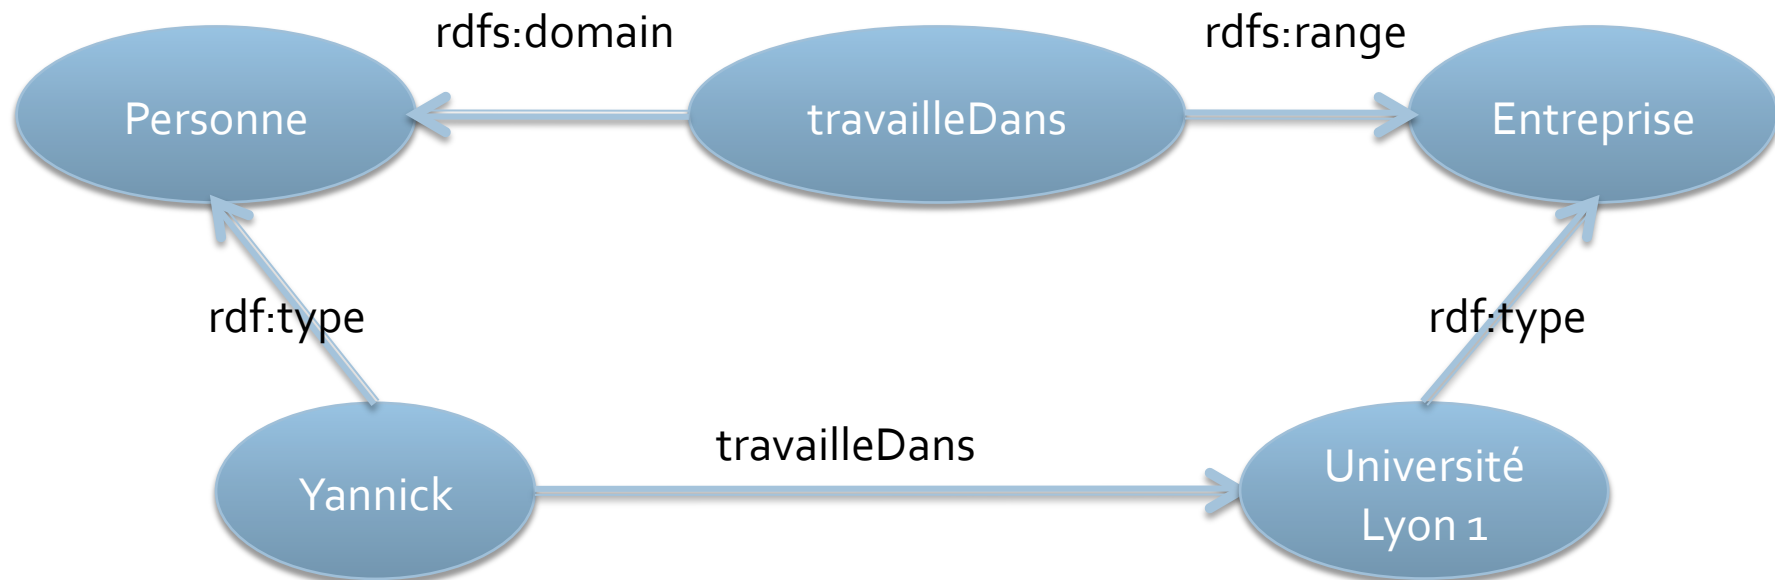 rdfs:domain
rdfs:range
Personne
travailleDans
Entreprise
rdf:type
rdf:type
travailleDans
Yannick
Université
Lyon 1